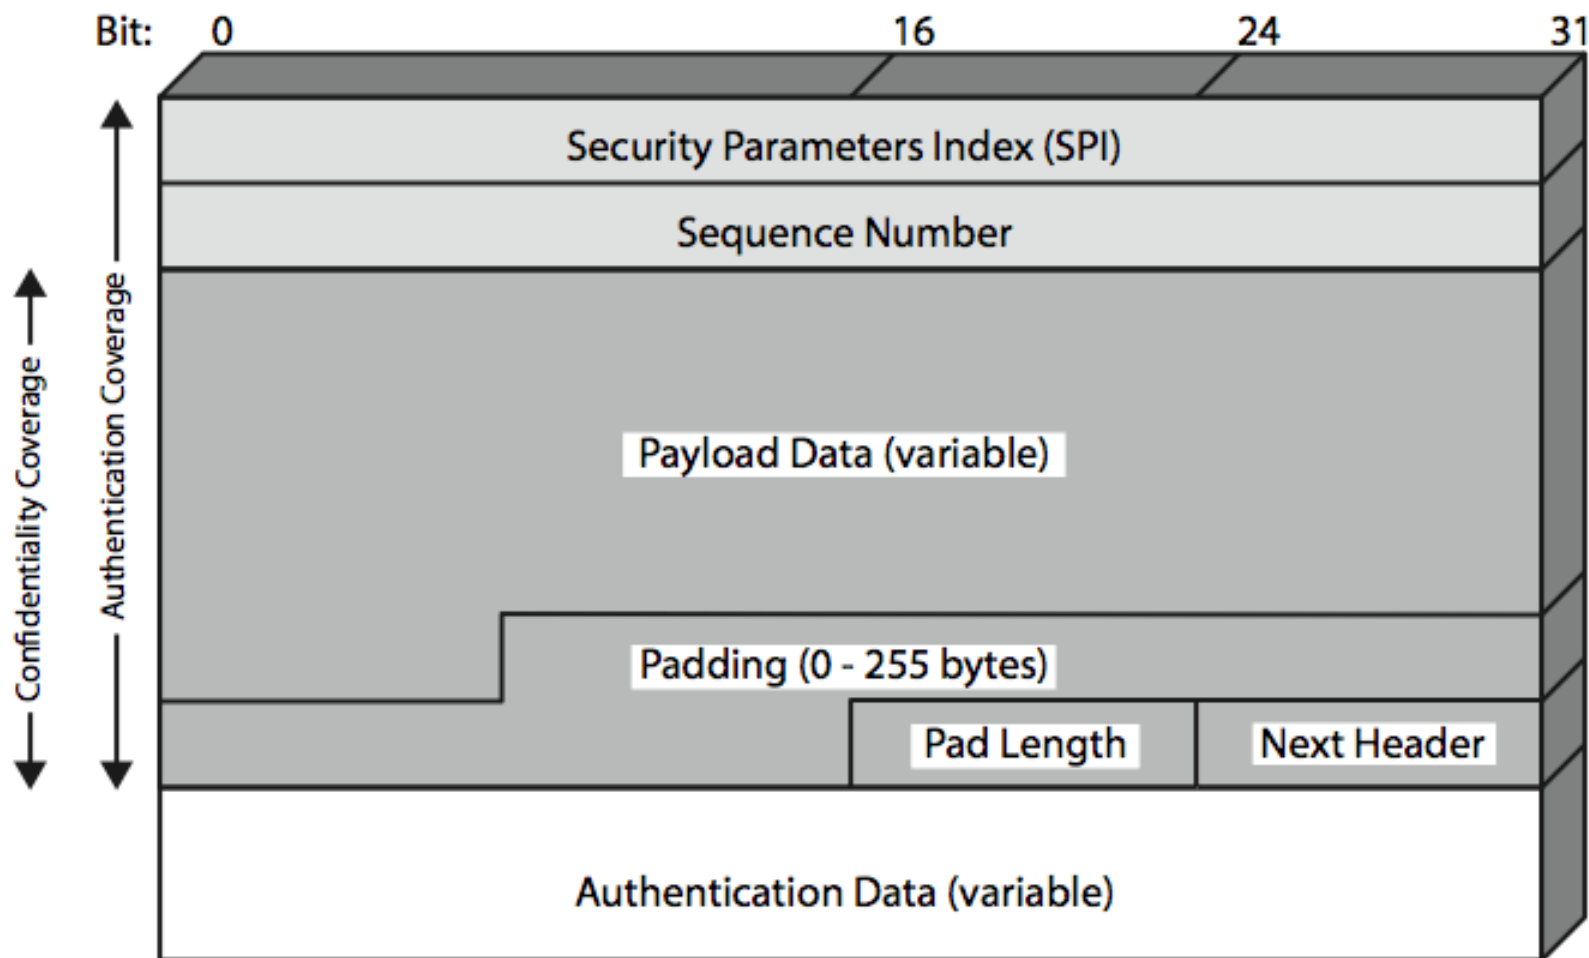 Bit: 0 16 24 31
Security Parameters Index (SPI)
Sequence Number
Payload Data (variable)
Padding (0 - 255 bytes)
Pad Length Next Header
Authentication Data (variable)
Confidentiality Coverage
Authentication Coverage